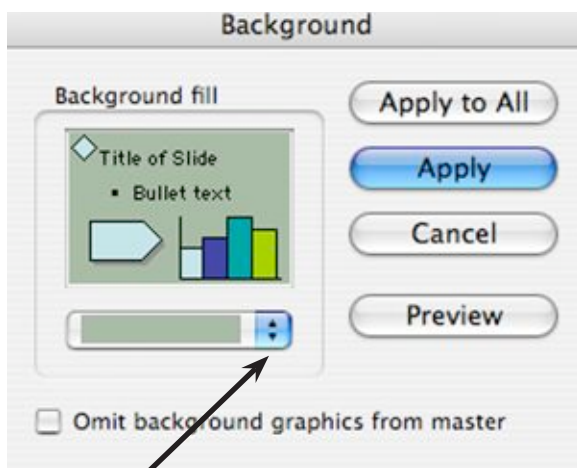 Background
Background fill
Title of Slide
▪ Bullet text
Apply to All
Apply
Cancel
Preview
Omit background graphics from master